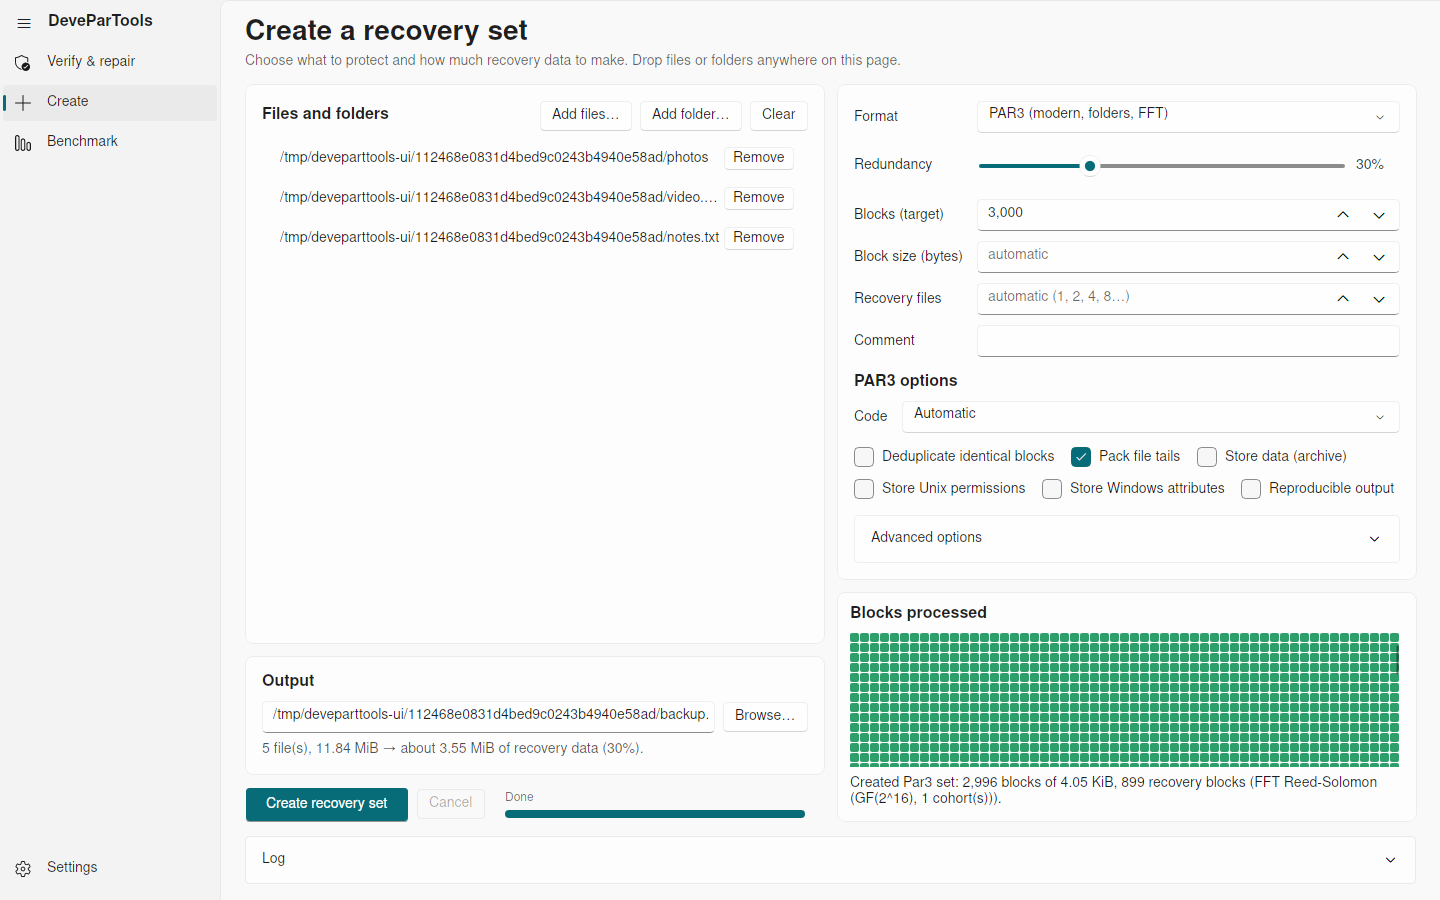 DeveParTools
Verify & repair
Create
Benchmark
Settings
Create a recovery set
Choose what to protect and how much recovery data to make. Drop files or folders anywhere on this page.
Files and folders
Add files…
Add folder…
Clear
/tmp/deveparttools-ui/112468e0831d4bed9c0243b4940e58ad/photos
Remove
/tmp/deveparttools-ui/112468e0831d4bed9c0243b4940e58ad/video.…
Remove
/tmp/deveparttools-ui/112468e0831d4bed9c0243b4940e58ad/notes.txt
Remove
Output
/tmp/deveparttools-ui/112468e0831d4bed9c0243b4940e58ad/backup.
Browse…
5 file(s), 11.84 MiB → about 3.55 MiB of recovery data (30%).
Create recovery set
Cancel
Done
Format
PAR3 (modern, folders, FFT)
Redundancy
30%
Blocks (target)
3,000
Block size (bytes)
automatic
Recovery files
automatic (1, 2, 4, 8…)
Comment
PAR3 options
Code
Automatic
Deduplicate identical blocks
Pack file tails
Store data (archive)
Store Unix permissions
Store Windows attributes
Reproducible output
Advanced options
Blocks processed
Created Par3 set: 2,996 blocks of 4.05 KiB, 899 recovery blocks (FFT Reed-Solomon
(GF(2^16), 1 cohort(s))).
Log